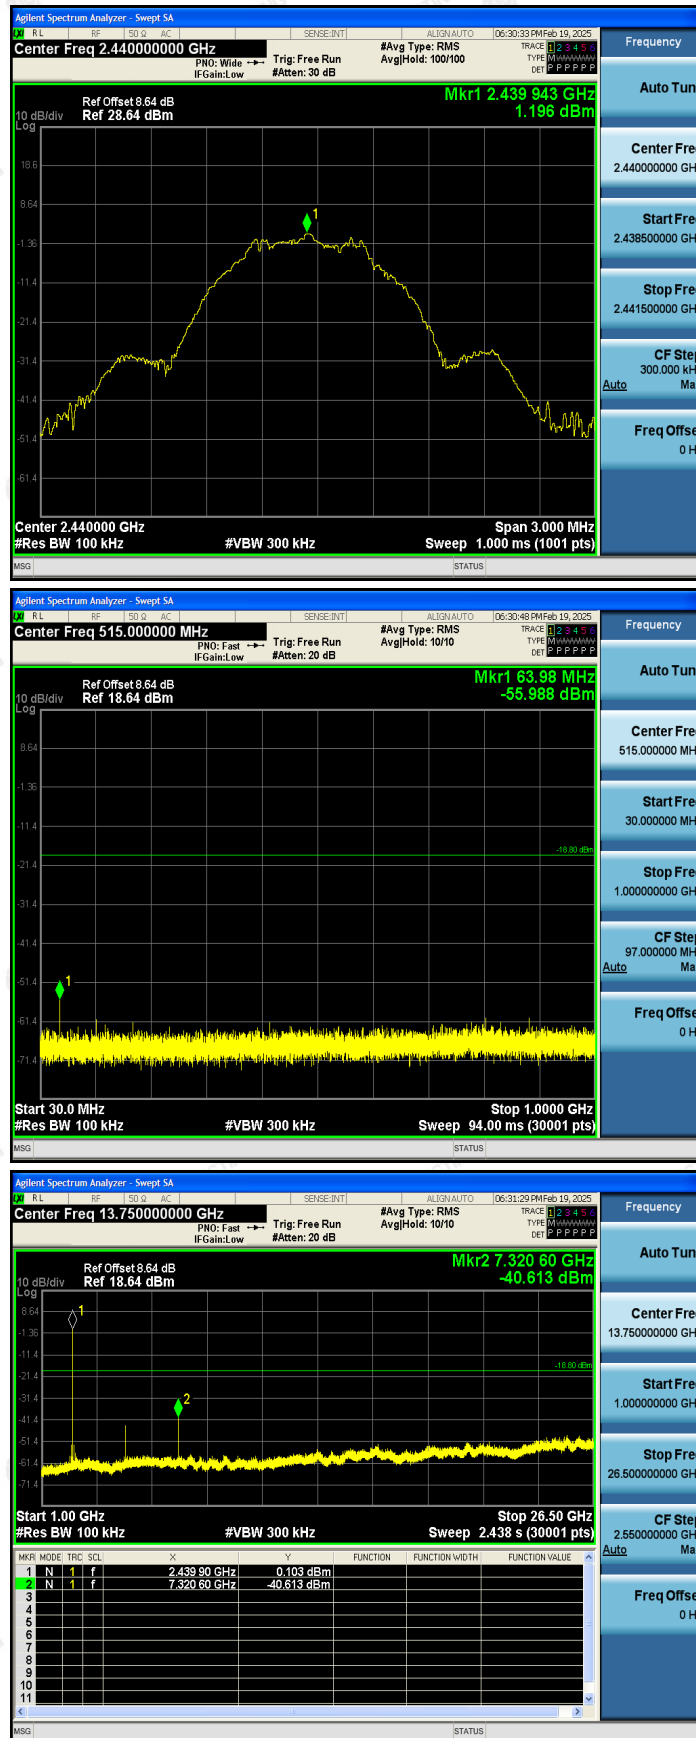 Agilent Spectrum Analyzer - Swept SA
LXI RL RF 50 Ω AC SENSE:INT ALIGNAUTO 06:30:33 PM Feb 19, 2025
Center Freq 2.440000000 GHz
#Avg Type: RMS
TRACE 1 2 3 4 5 6
PNO: Wide Trig: Free Run Avg|Hold: 100/100
TYPE M W W W W W
IFGain:Low #Atten: 30 dB
DET P P P P P P
Frequency
Auto Tun
Mkr1 2.439 943 GHz
1.196 dBm
Ref Offset 8.64 dB
10 dB/div Ref 28.64 dBm
Log
18.6
8.64
-1.36
-11.4
-21.4
-31.4
-41.4
-51.4
-61.4
1
Center 2.440000 GHz Span 3.000 MHz
#Res BW 100 kHz #VBW 300 kHz Sweep 1.000 ms (1001 pts)
Center Fre
2.440000000 GH
Start Fre
2.438500000 GH
Stop Fre
2.441500000 GH
CF Ste
300.000 kH
Auto Ma
Freq Offse
0 H
MSG STATUS
Agilent Spectrum Analyzer - Swept SA
LXI RL RF 50 Ω AC SENSE:INT ALIGNAUTO 06:30:48 PM Feb 19, 2025
Center Freq 515.000000 MHz
#Avg Type: RMS
TRACE 1 2 3 4 5 6
PNO: Fast Trig: Free Run Avg|Hold: 10/10
TYPE M W W W W W
IFGain:Low #Atten: 20 dB
DET P P P P P P
Frequency
Auto Tun
Mkr1 63.98 MHz
-55.988 dBm
Ref Offset 8.64 dB
10 dB/div Ref 18.64 dBm
Log
8.64
-1.36
-11.4
-21.4
-31.4
-41.4
-51.4
-61.4
-71.4
-18.80 dBm
1
Start 30.0 MHz Stop 1.0000 GHz
#Res BW 100 kHz #VBW 300 kHz Sweep 94.00 ms (30001 pts)
Center Fre
515.000000 MH
Start Fre
30.000000 MH
Stop Fre
1.000000000 GH
CF Ste
97.000000 MH
Auto Ma
Freq Offse
0 H
MSG STATUS
Agilent Spectrum Analyzer - Swept SA
LXI RL RF 50 Ω AC SENSE:INT ALIGNAUTO 06:31:29 PM Feb 19, 2025
Center Freq 13.750000000 GHz
#Avg Type: RMS
TRACE 1 2 3 4 5 6
PNO: Fast Trig: Free Run Avg|Hold: 10/10
TYPE M W W W W W
IFGain:Low #Atten: 20 dB
DET P P P P P P
Frequency
Auto Tun
Mkr2 7.320 60 GHz
-40.613 dBm
Ref Offset 8.64 dB
10 dB/div Ref 18.64 dBm
Log
8.64
-1.36
-11.4
-21.4
-31.4
-41.4
-51.4
-61.4
-71.4
-18.80 dBm
1
2
Start 1.00 GHz Stop 26.50 GHz
#Res BW 100 kHz #VBW 300 kHz Sweep 2.438 s (30001 pts)
MKR MODE TRC SCL X Y FUNCTION FUNCTION WIDTH FUNCTION VALUE
1 N 1 f 2.439 90 GHz 0.103 dBm
2 N 1 f 7.320 60 GHz -40.613 dBm
3
4
5
6
7
8
9
10
11
Center Fre
13.750000000 GH
Start Fre
1.000000000 GH
Stop Fre
26.500000000 GH
CF Ste
2.550000000 GH
Auto Ma
Freq Offse
0 H
MSG STATUS